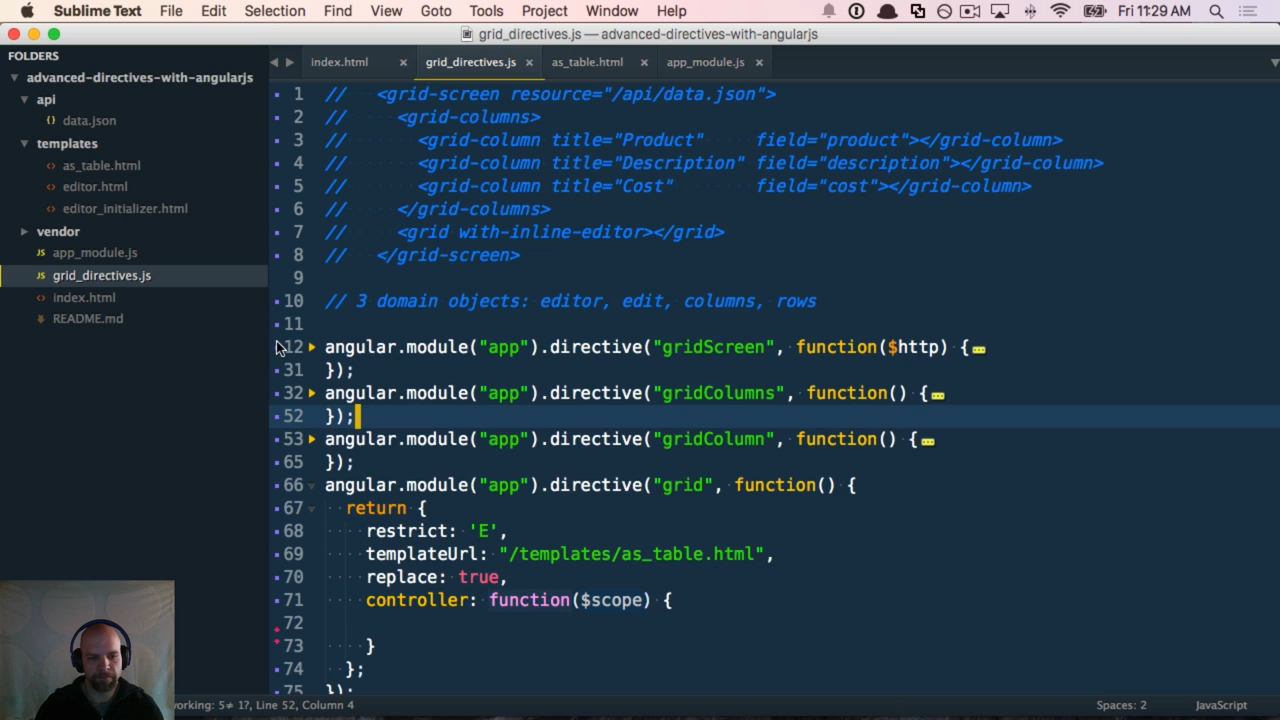 Sublime Text File Edit Selection Find View Goto Tools Project Window Help Fri 11:29 AM
grid_directives.js — advanced-directives-with-angularjs
FOLDERS
advanced-directives-with-angularjs
api
{} data.json
templates
<> as_table.html
<> editor.html
<> editor_initializer.html
vendor
JS app_module.js
JS grid_directives.js
<> index.html
README.md
index.html × grid_directives.js × as_table.html × app_module.js ×
1 // <grid-screen resource="/api/data.json">
2 // <grid-columns>
3 // <grid-column title="Product" field="product"></grid-column>
4 // <grid-column title="Description" field="description"></grid-column>
5 // <grid-column title="Cost" field="cost"></grid-column>
6 // </grid-columns>
7 // <grid with-inline-editor></grid>
8 // </grid-screen>
9
10 // 3 domain objects: editor, edit, columns, rows
11
12 angular.module("app").directive("gridScreen", function($http) {
31 });
32 angular.module("app").directive("gridColumns", function() {
52 });
53 angular.module("app").directive("gridColumn", function() {
65 });
66 angular.module("app").directive("grid", function() {
67 return {
68 restrict: 'E',
69 templateUrl: "/templates/as_table.html",
70 replace: true,
71 controller: function($scope) {
72
73 }
74 };
75 });
working: 5≠ 1?, Line 52, Column 4 Spaces: 2 JavaScript